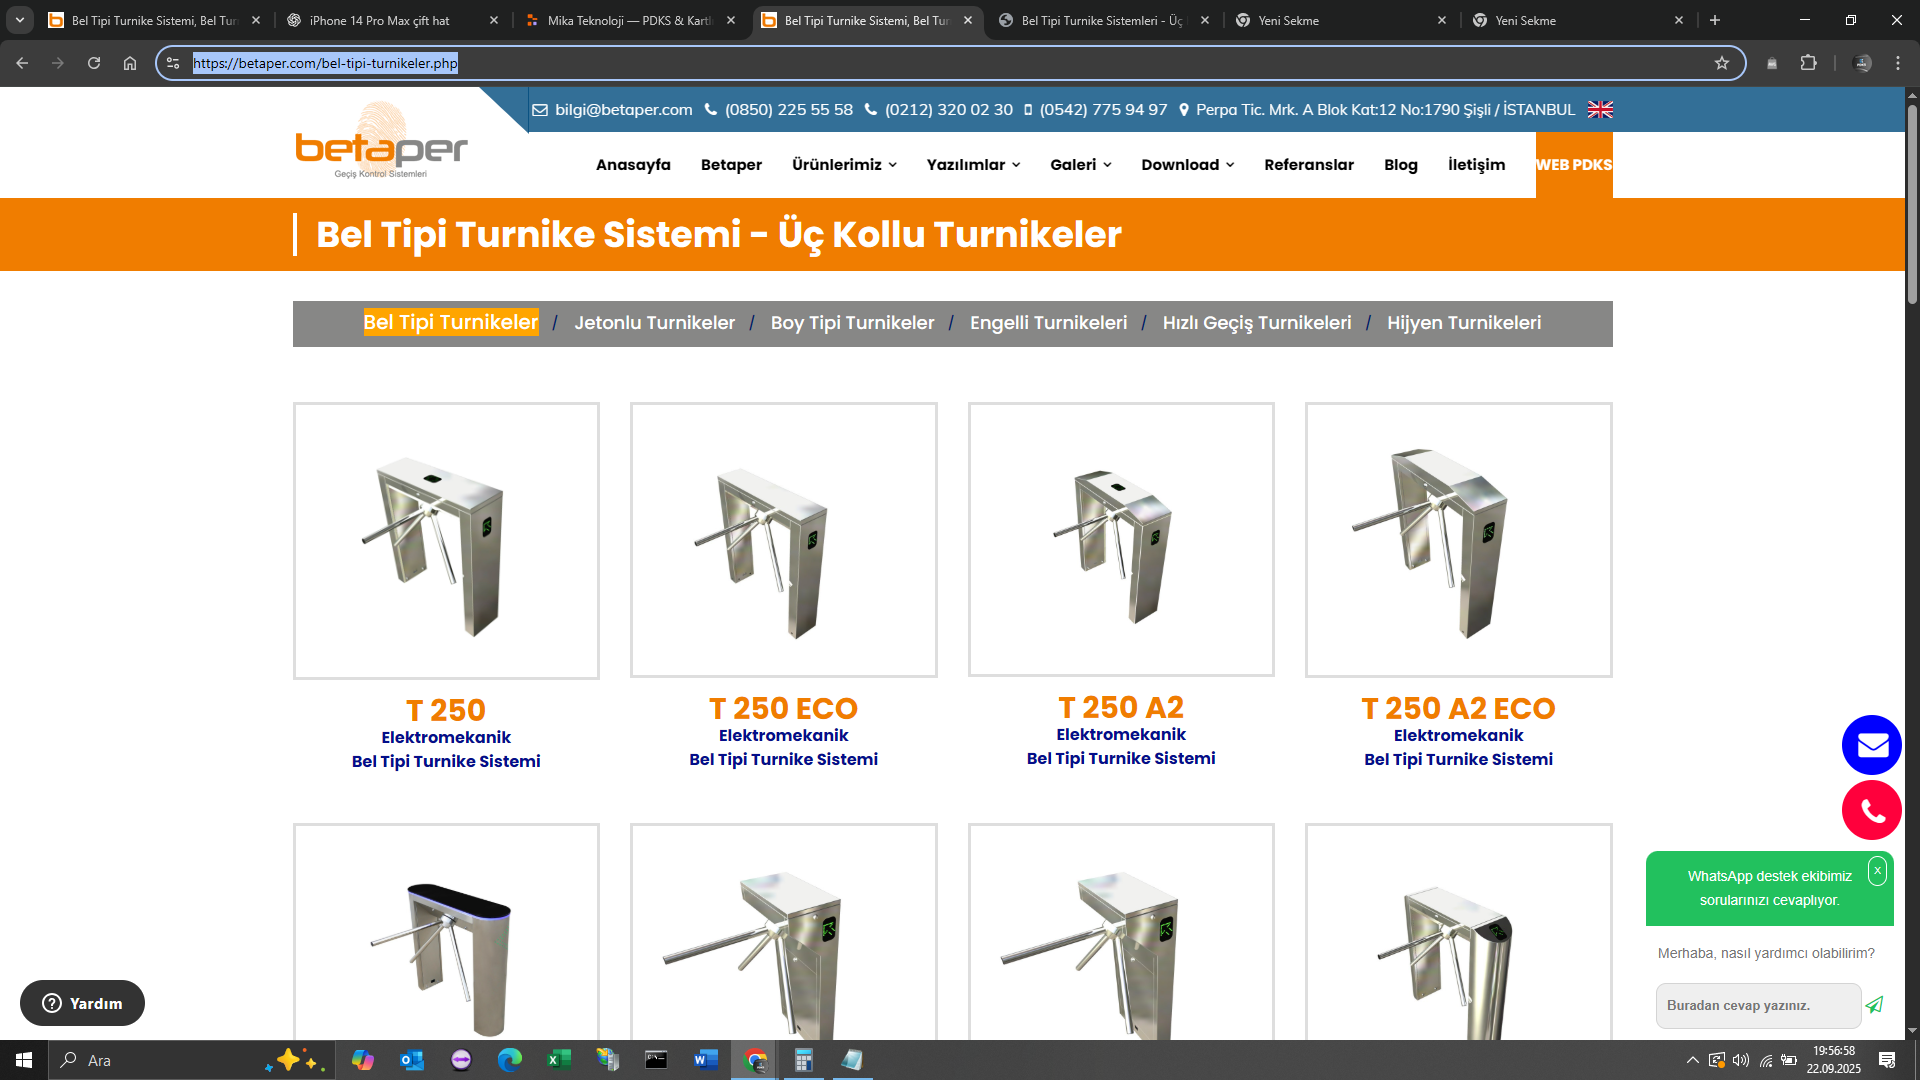 Bel Tipi Turnike Sistemi, Bel Tur
iPhone 14 Pro Max çift hat
Mika Teknoloji — PDKS & Kartl
Bel Tipi Turnike Sistemi, Bel Tur
Bel Tipi Turnike Sistemleri - Üç
Yeni Sekme
Yeni Sekme
https://betaper.com/bel-tipi-turnikeler.php
bilgi@betaper.com (0850) 225 55 58 (0212) 320 02 30 (0542) 775 94 97 Perpa Tic. Mrk. A Blok Kat:12 No:1790 Şişli / İSTANBUL
betaper
Geçiş Kontrol Sistemleri
Anasayfa Betaper Ürünlerimiz Yazılımlar Galeri Download Referanslar Blog İletişim WEB PDKS
Bel Tipi Turnike Sistemi - Üç Kollu Turnikeler
Bel Tipi Turnikeler / Jetonlu Turnikeler / Boy Tipi Turnikeler / Engelli Turnikeleri / Hızlı Geçiş Turnikeleri / Hijyen Turnikeleri
T 250
Elektromekanik
Bel Tipi Turnike Sistemi
T 250 ECO
Elektromekanik
Bel Tipi Turnike Sistemi
T 250 A2
Elektromekanik
Bel Tipi Turnike Sistemi
T 250 A2 ECO
Elektromekanik
Bel Tipi Turnike Sistemi
WhatsApp destek ekibimiz
sorularınızı cevaplıyor.
x
Merhaba, nasıl yardımcı olabilirim?
Buradan cevap yazınız.
Yardım
Ara
19:56:58
22.09.2025